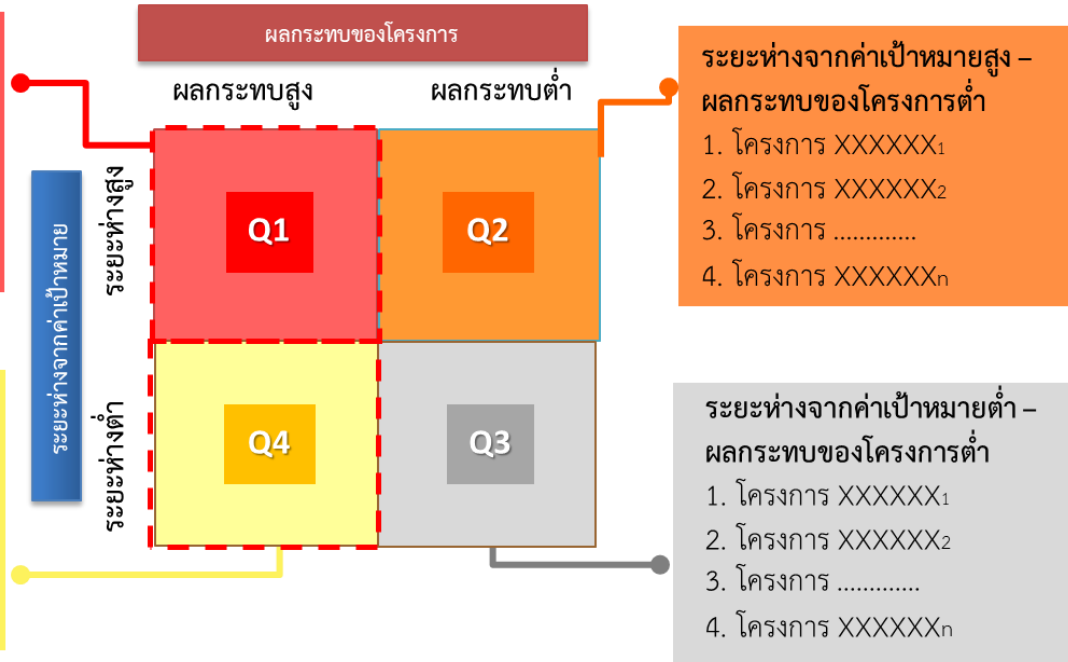 ผลกระทบของโครงการ
ผลกระทบสูง
ผลกระทบต่ำ
ระยะห่างจากค่าเป้าหมาย
ระยะห่างสูง
ระยะห่างต่ำ
Q1
Q2
Q4
Q3
ระยะห่างจากค่าเป้าหมายสูง –
ผลกระทบของโครงการต่ำ
1. โครงการ XXXXXX₁
2. โครงการ XXXXXX₂
3. โครงการ .............
4. โครงการ XXXXXXn
ระยะห่างจากค่าเป้าหมายต่ำ –
ผลกระทบของโครงการต่ำ
1. โครงการ XXXXXX₁
2. โครงการ XXXXXX₂
3. โครงการ .............
4. โครงการ XXXXXXn